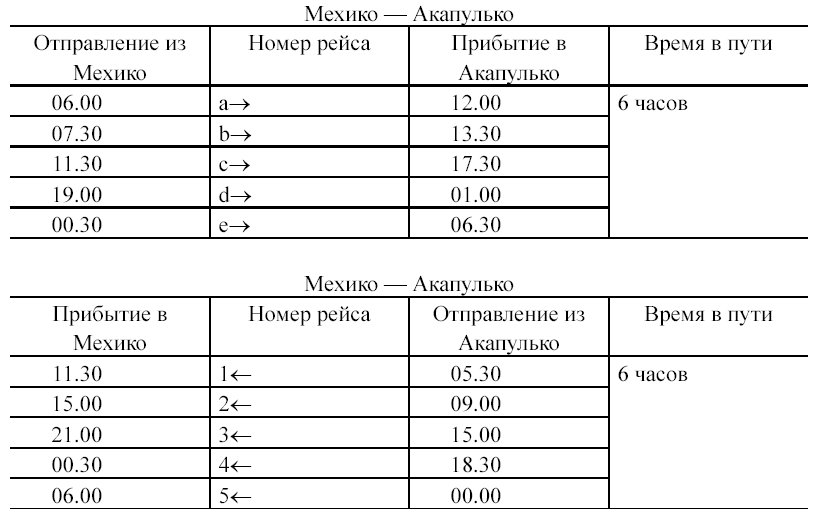 Мехико — Акапулько
Отправление из Мехико Номер рейса Прибытие в Акапулько Время в пути
06.00 a→ 12.00 6 часов
07.30 b→ 13.30
11.30 c→ 17.30
19.00 d→ 01.00
00.30 e→ 06.30
Мехико — Акапулько
Прибытие в Мехико Номер рейса Отправление из Акапулько Время в пути
11.30 1← 05.30 6 часов
15.00 2← 09.00
21.00 3← 15.00
00.30 4← 18.30
06.00 5← 00.00